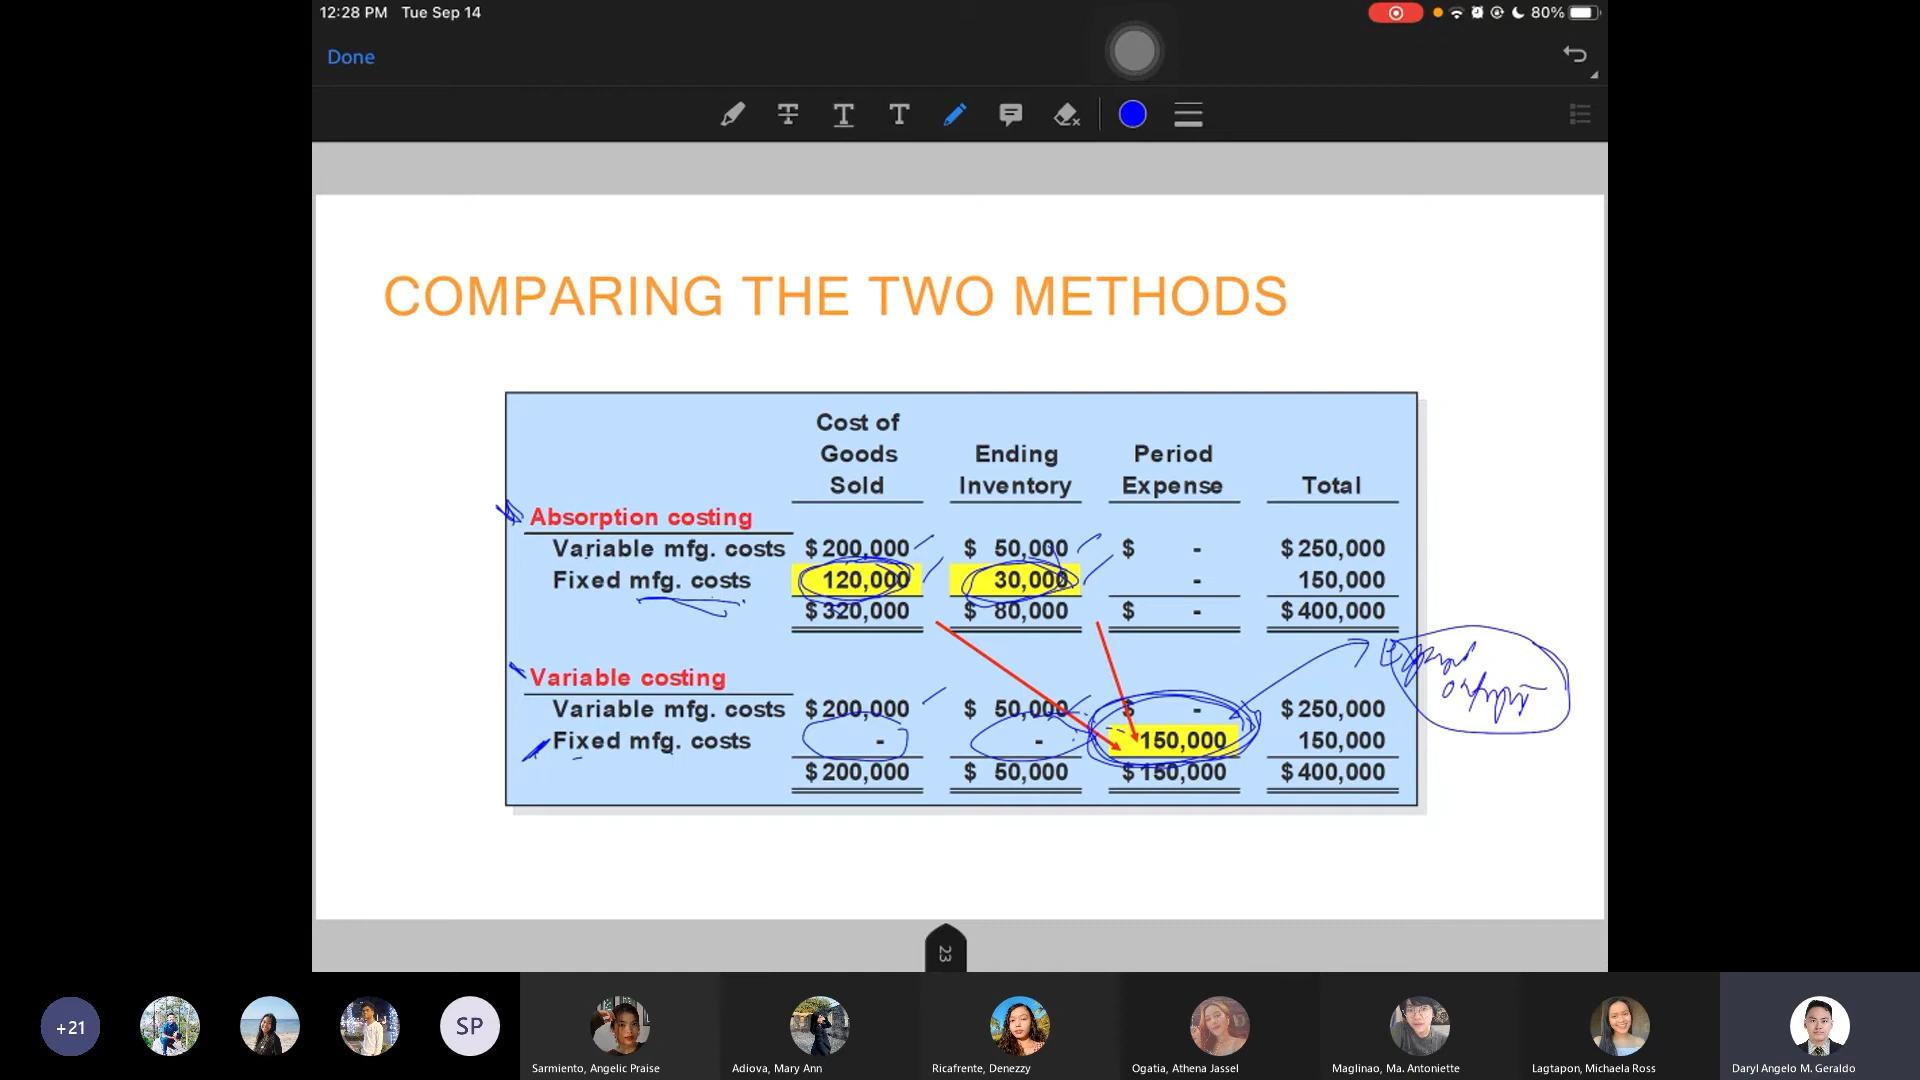 12:28 PM Tue Sep 14
80%
Done
COMPARING THE TWO METHODS
Cost of Goods Sold Ending Inventory Period Expense Total
Absorption costing
Variable mfg. costs $ 200,000 $ 50,000 $ - $ 250,000
Fixed mfg. costs 120,000 30,000 - 150,000
$ 320,000 $ 80,000 $ - $ 400,000
Variable costing
Variable mfg. costs $ 200,000 $ 50,000 $ - $ 250,000
Fixed mfg. costs - - 150,000 150,000
$ 200,000 $ 50,000 $ 150,000 $ 400,000
23
+21
SP
Sarmiento, Angelic Praise
Adiova, Mary Ann
Ricafrente, Denezzy
Ogatia, Athena Jassel
Maglinao, Ma. Antoniette
Lagtapon, Michaela Ross
Daryl Angelo M. Geraldo